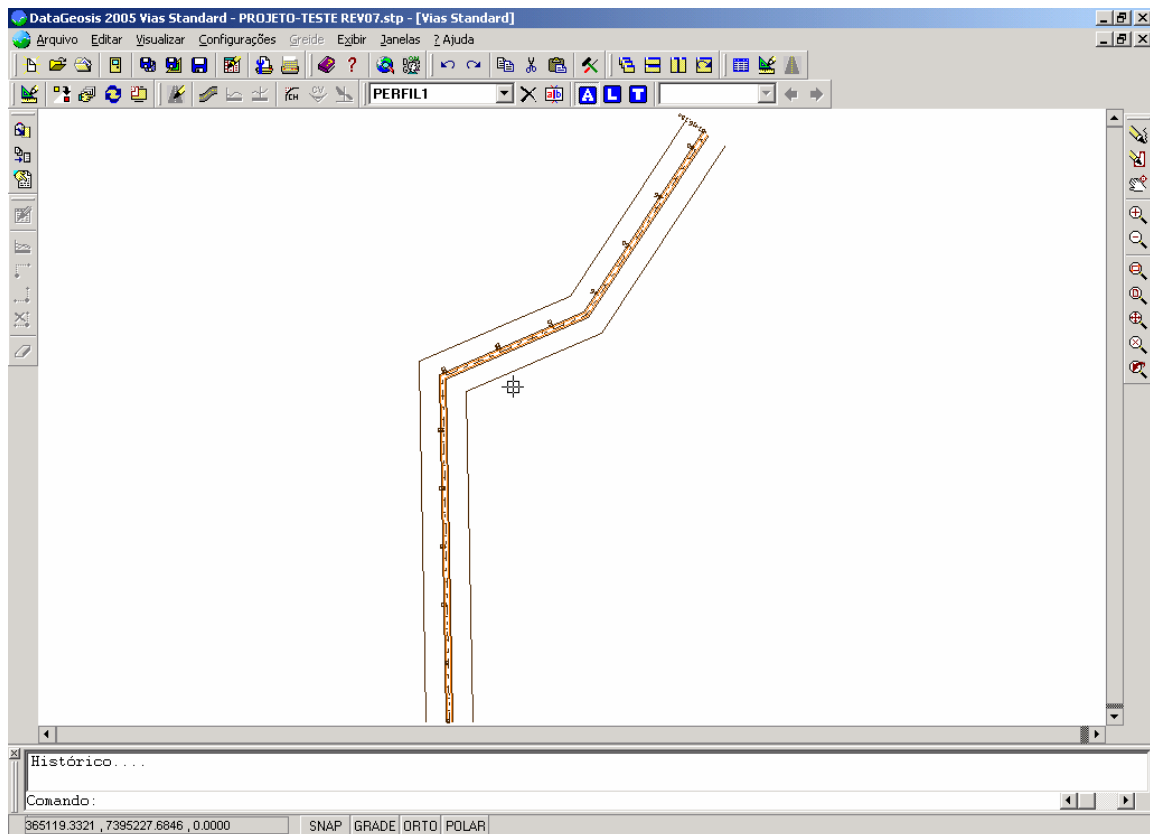 DataGeosis 2005 Vias Standard - PROJETO-TESTE REV07.stp - [Vias Standard]
Arquivo Editar Visualizar Configurações Greide Exibir Janelas ? Ajuda
PERFIL1
A L T
Histórico....
Comando:
365119.3321 , 7395227.6846 , 0.0000 SNAP GRADE ORTO POLAR